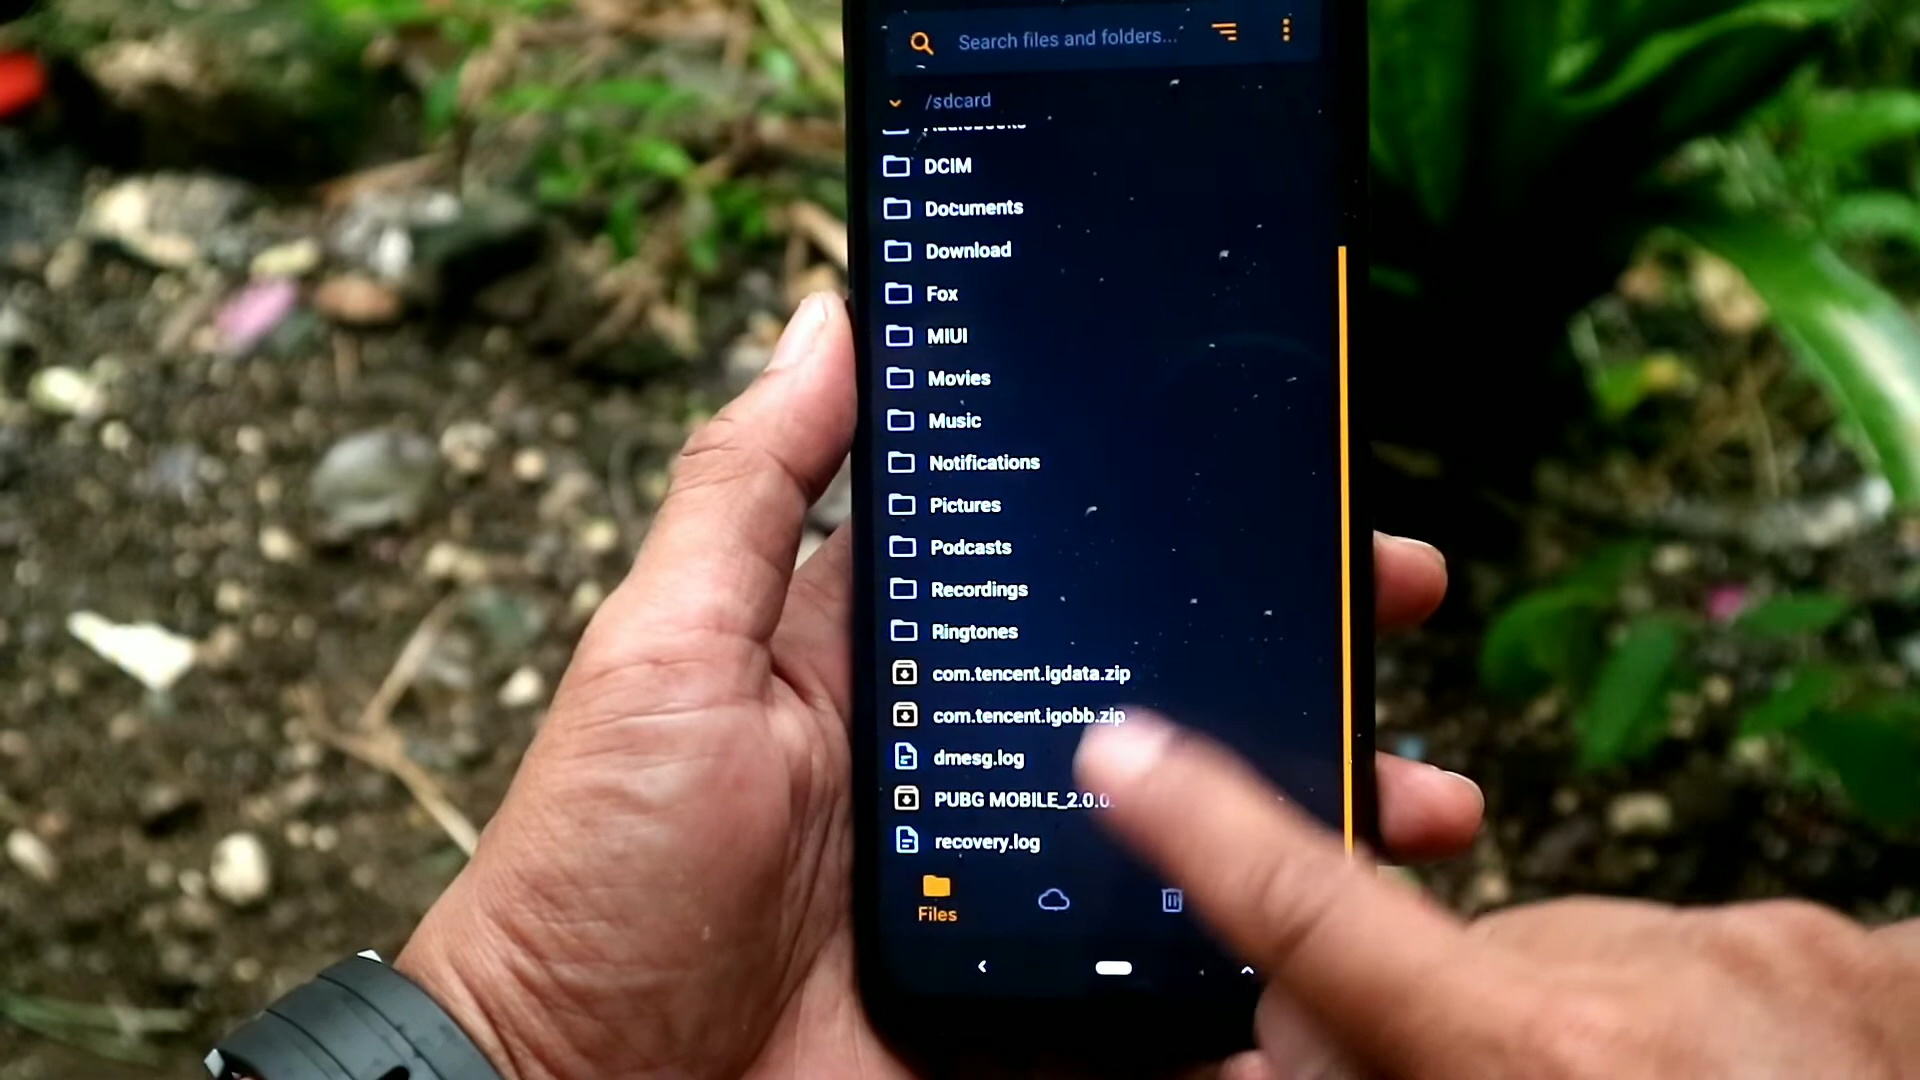 Search files and folders...
/sdcard
Audiobooks
DCIM
Documents
Download
Fox
MIUI
Movies
Music
Notifications
Pictures
Podcasts
Recordings
Ringtones
com.tencent.igdata.zip
com.tencent.igobb.zip
dmesg.log
PUBG MOBILE_2.0.0.
recovery.log
Files